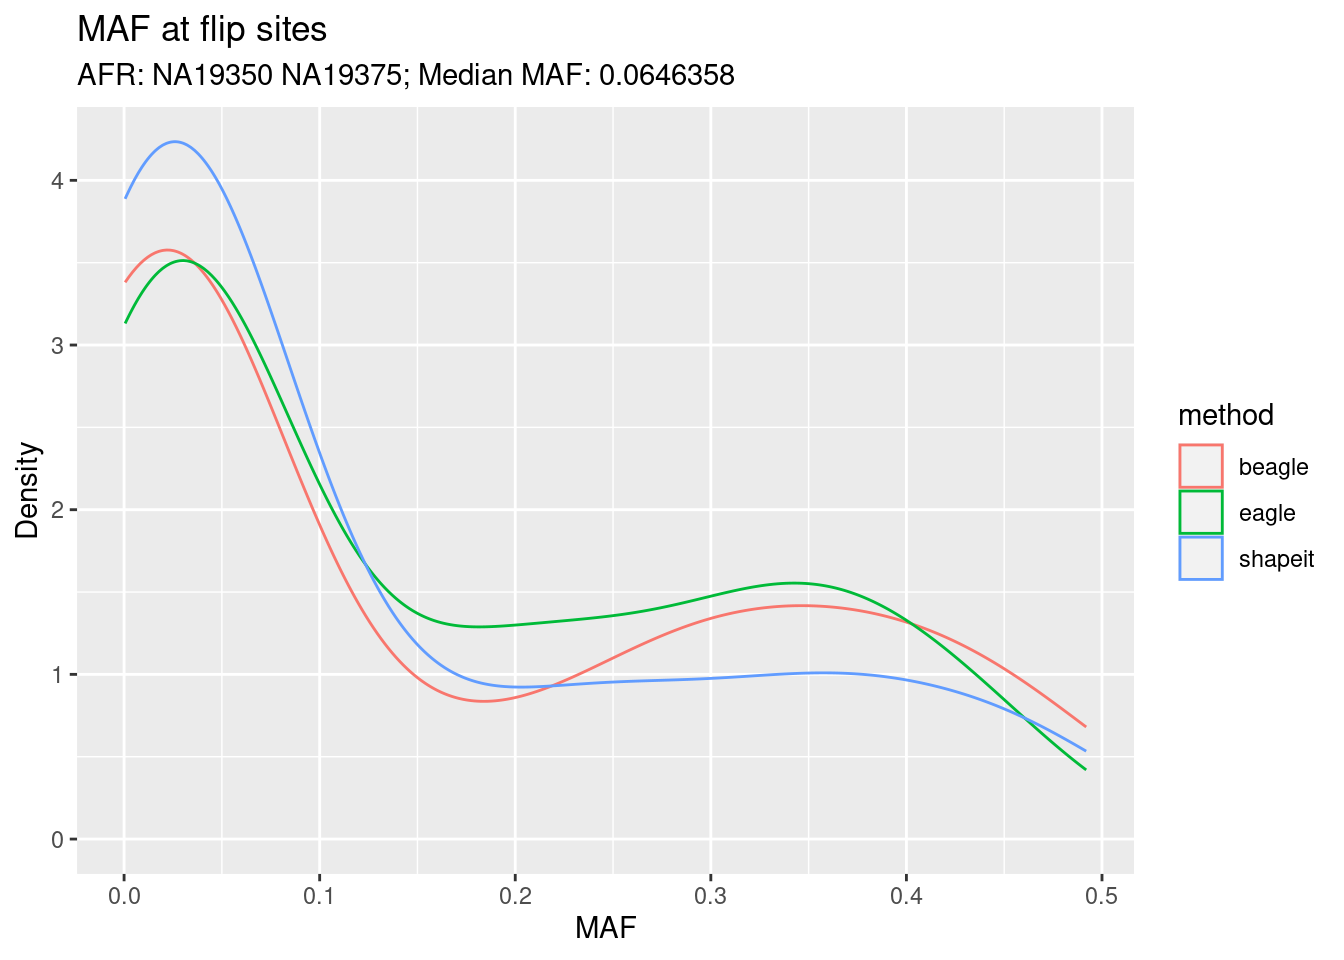 MAF at flip sites
AFR: NA19350 NA19375; Median MAF: 0.0646358
Density
4
3
2
1
0
0.0 0.1 0.2 0.3 0.4 0.5
MAF
method
beagle
eagle
shapeit